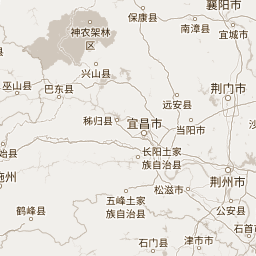 襄阳市
保康县
南漳县
宜城市
神农架林
区
兴山县
巫山县
巴东县
远安县
荆门市
秭归县
宜昌市
当阳市
长阳土家
族自治县
荆州市
松滋市
五峰土家
族自治县
公安县
鹤峰县
石首
石门县
津市市